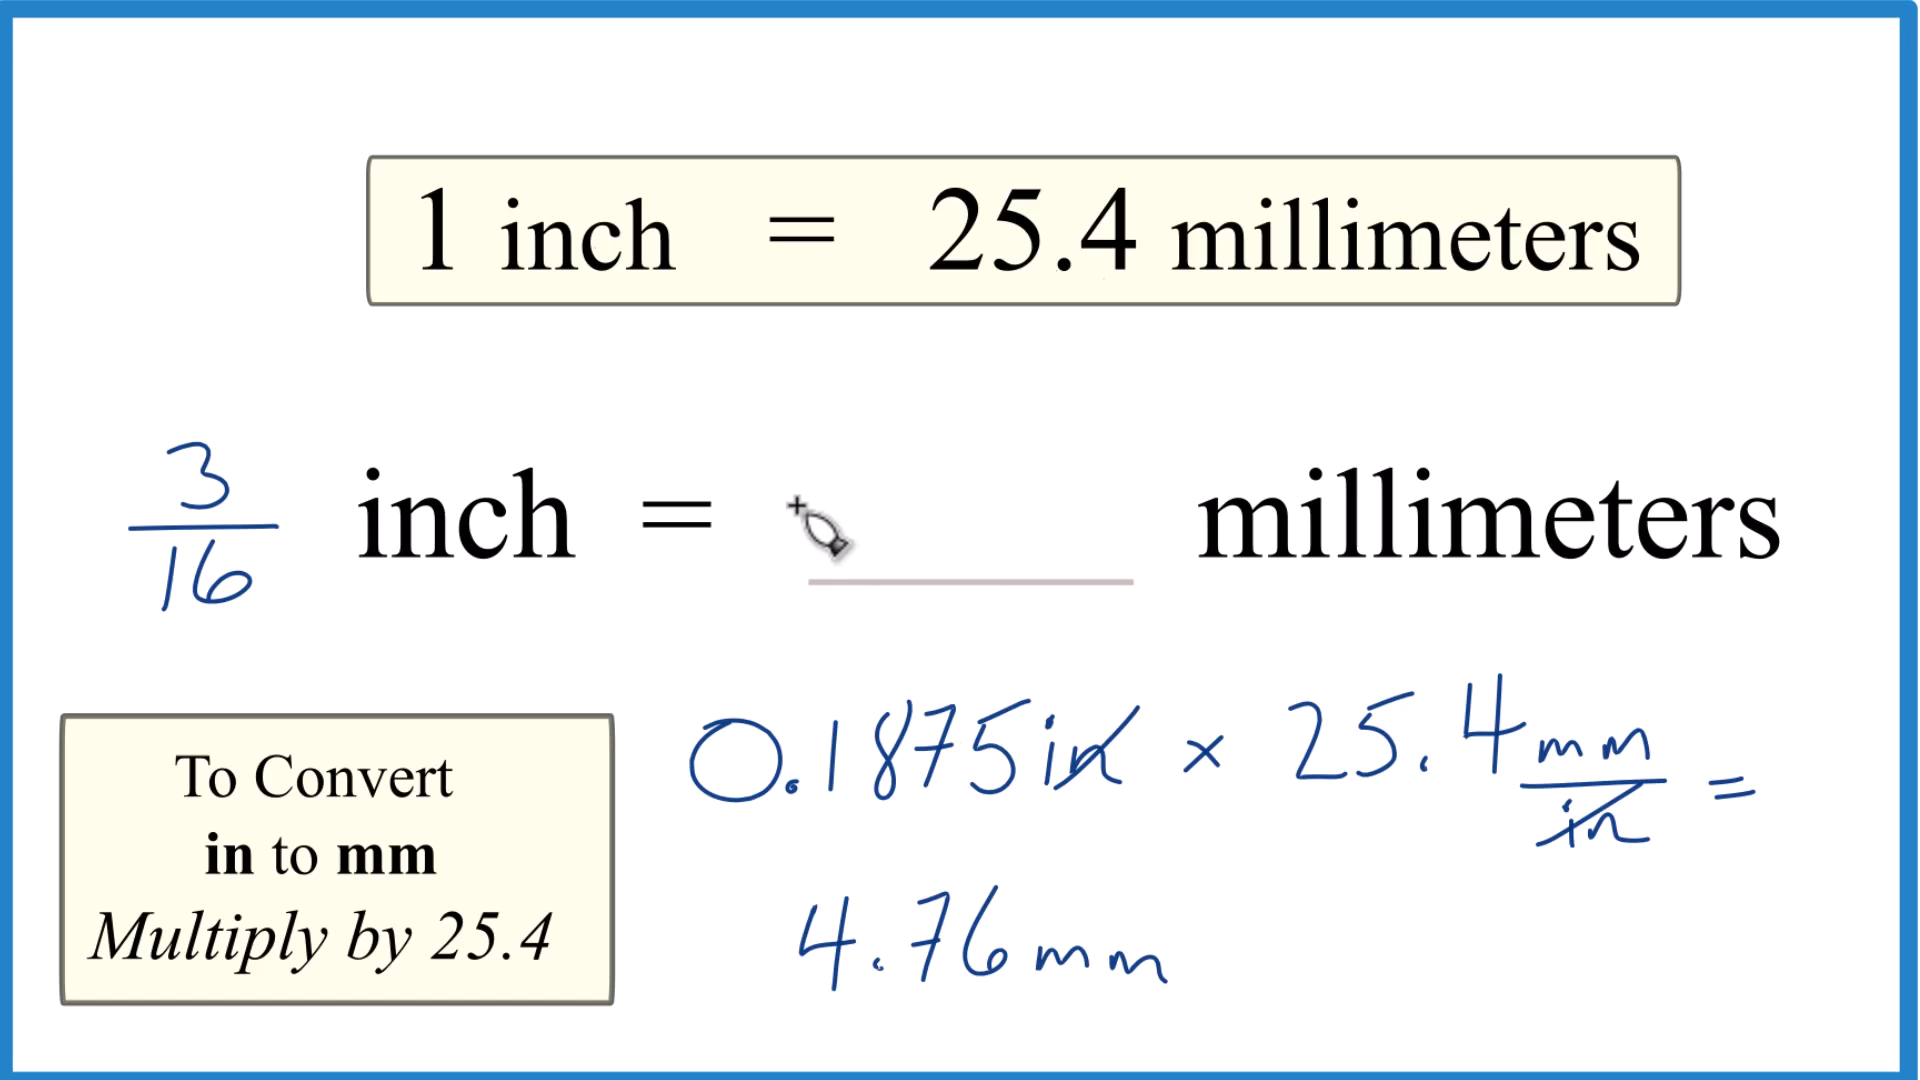 1 inch = 25.4 millimeters
3/16 inch = ______ millimeters
To Convert
in to mm
Multiply by 25.4
0.1875 in × 25.4 mm/in =
4.76 mm